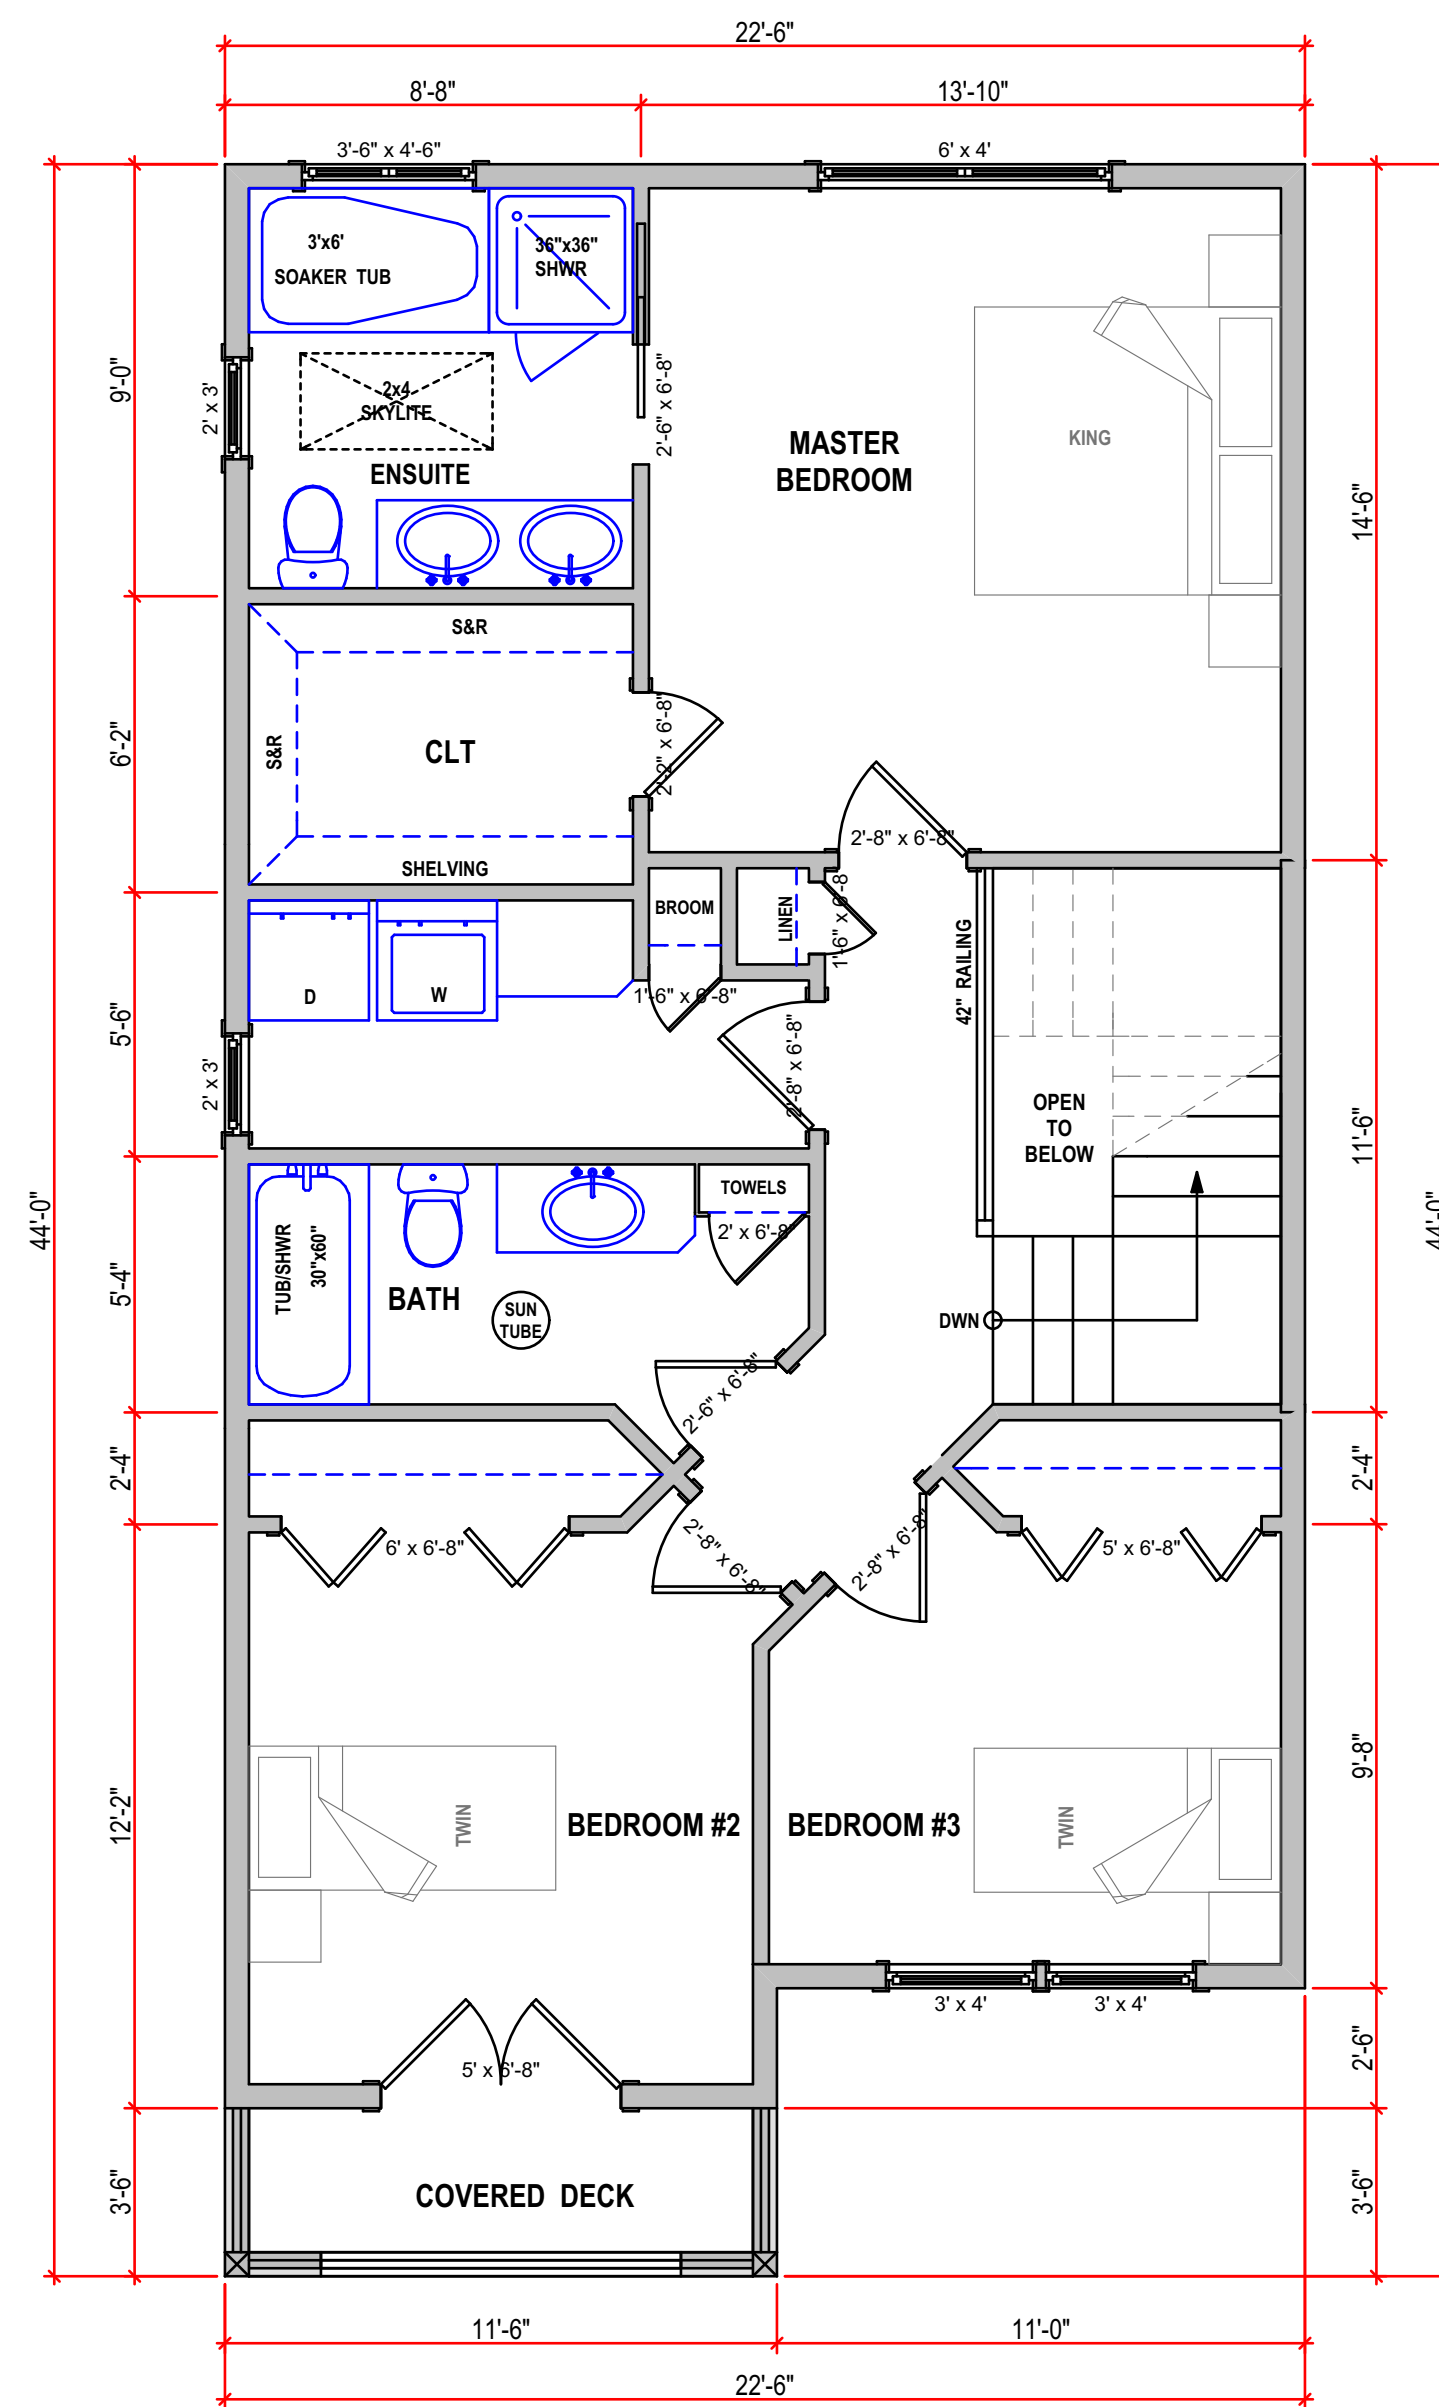 22'-6"
8'-8"
13'-10"
3'-6" x 4'-6"
6' x 4'
3'x6'
SOAKER TUB
36"x36"
SHWR
9'-0"
2' x 3'
2x4
SKYLITE
2'-6" x 6'-8"
ENSUITE
MASTER
BEDROOM
KING
14'-6"
S&R
6'-2"
S&R
CLT
2'-2" x 6'-8"
SHELVING
2'-8" x 6'-8"
BROOM
LINEN
1'-6" x 6'-8"
42" RAILING
D
W
1'-6" x 6'-8"
5'-6"
2' x 3'
2'-8" x 6'-8"
OPEN
TO
BELOW
11'-6"
44'-0"
44'-0"
TOWELS
2' x 6'-8"
5'-4"
TUB/SHWR
30"x60"
BATH
SUN
TUBE
DWN
2'-6" x 6'-8"
2'-4"
2'-4"
6' x 6'-8"
2'-8" x 6'-8"
2'-8" x 6'-8"
5' x 6'-8"
12'-2"
9'-8"
TWIN
BEDROOM #2
BEDROOM #3
TWIN
3' x 4'
3' x 4'
5' x 6'-8"
2'-6"
3'-6"
COVERED DECK
3'-6"
11'-6"
11'-0"
22'-6"